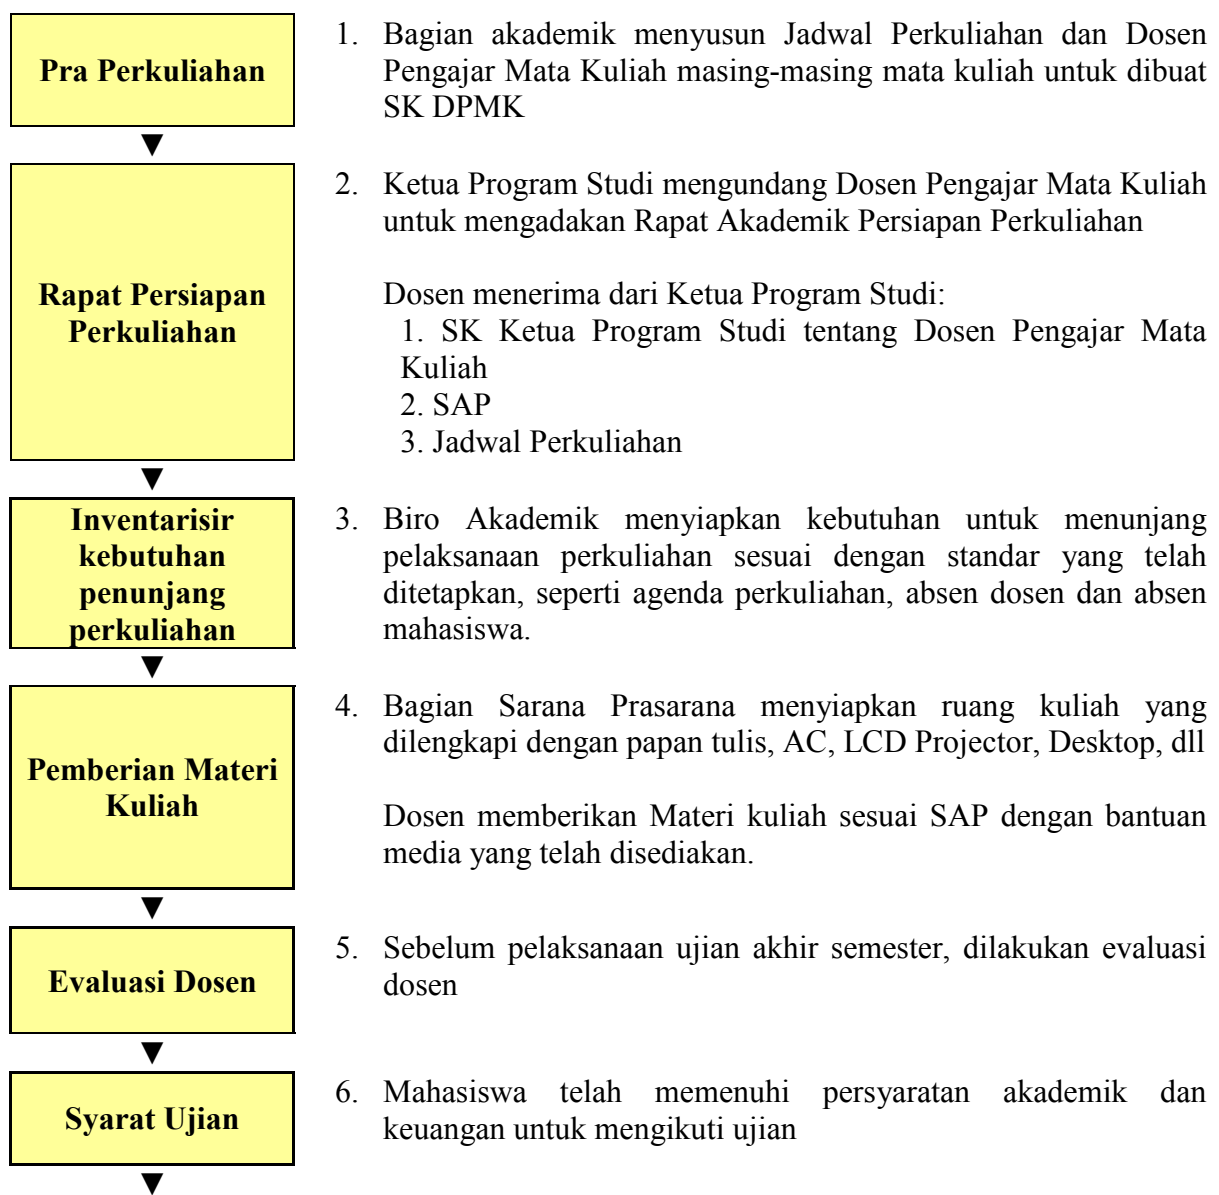 Pra Perkuliahan
1. Bagian akademik menyusun Jadwal Perkuliahan dan Dosen
Pengajar Mata Kuliah masing-masing mata kuliah untuk dibuat
SK DPMK
▼
Rapat Persiapan
Perkuliahan
2. Ketua Program Studi mengundang Dosen Pengajar Mata Kuliah
untuk mengadakan Rapat Akademik Persiapan Perkuliahan
Dosen menerima dari Ketua Program Studi:
1. SK Ketua Program Studi tentang Dosen Pengajar Mata
Kuliah
2. SAP
3. Jadwal Perkuliahan
▼
Inventarisir
kebutuhan
penunjang
perkuliahan
3. Biro Akademik menyiapkan kebutuhan untuk menunjang
pelaksanaan perkuliahan sesuai dengan standar yang telah
ditetapkan, seperti agenda perkuliahan, absen dosen dan absen
mahasiswa.
▼
Pemberian Materi
Kuliah
4. Bagian Sarana Prasarana menyiapkan ruang kuliah yang
dilengkapi dengan papan tulis, AC, LCD Projector, Desktop, dll
Dosen memberikan Materi kuliah sesuai SAP dengan bantuan
media yang telah disediakan.
▼
Evaluasi Dosen
5. Sebelum pelaksanaan ujian akhir semester, dilakukan evaluasi
dosen
▼
Syarat Ujian
6. Mahasiswa telah memenuhi persyaratan akademik dan
keuangan untuk mengikuti ujian
▼